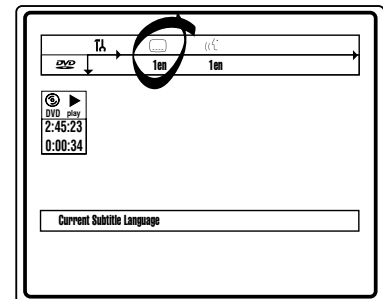 DVD
1en 1en
DVD play
2:45:23
0:00:34
Current Subtitle Language